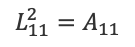 $L_{11}^{2} = A_{11}$